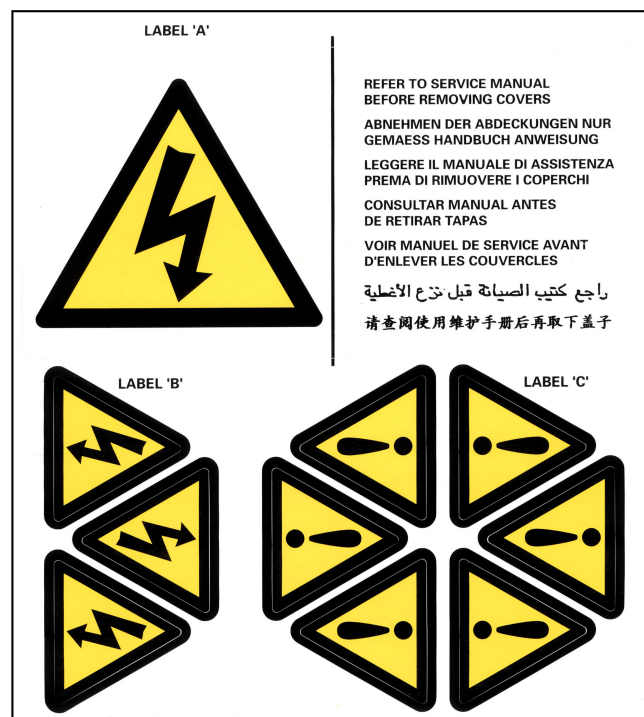 LABEL 'A'
REFER TO SERVICE MANUAL
BEFORE REMOVING COVERS
ABNEHMEN DER ABDECKUNGEN NUR
GEMAESS HANDBUCH ANWEISUNG
LEGGERE IL MANUALE DI ASSISTENZA
PREMA DI RIMUOVERE I COPERCHI
CONSULTAR MANUAL ANTES
DE RETIRAR TAPAS
VOIR MANUEL DE SERVICE AVANT
D'ENLEVER LES COUVERCLES
راجع كتيب الصيانة قبل نزع الأغطية
请查阅使用维护手册后再取下盖子
LABEL 'B'
LABEL 'C'